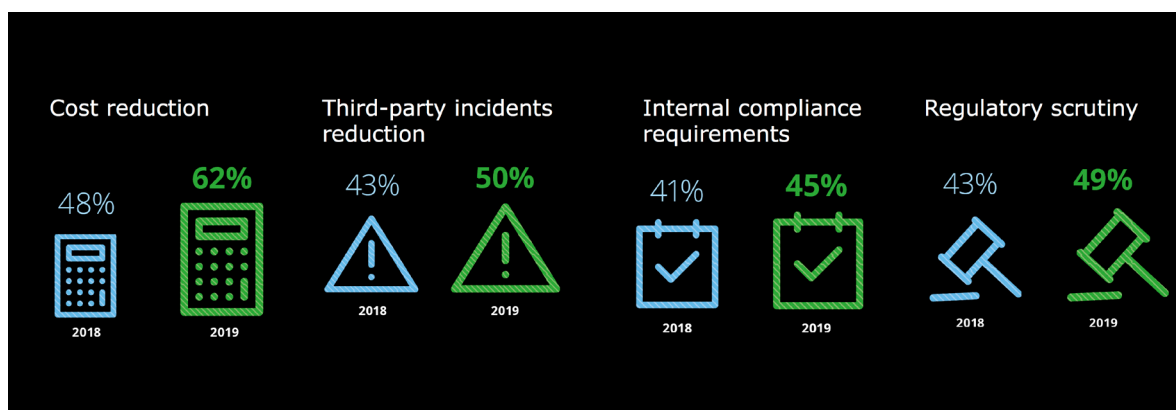 Cost reduction
48%
62%
2018
2019
Third-party incidents
reduction
43%
50%
2018
2019
Internal compliance
requirements
41%
45%
2018
2019
Regulatory scrutiny
43%
49%
2018
2019